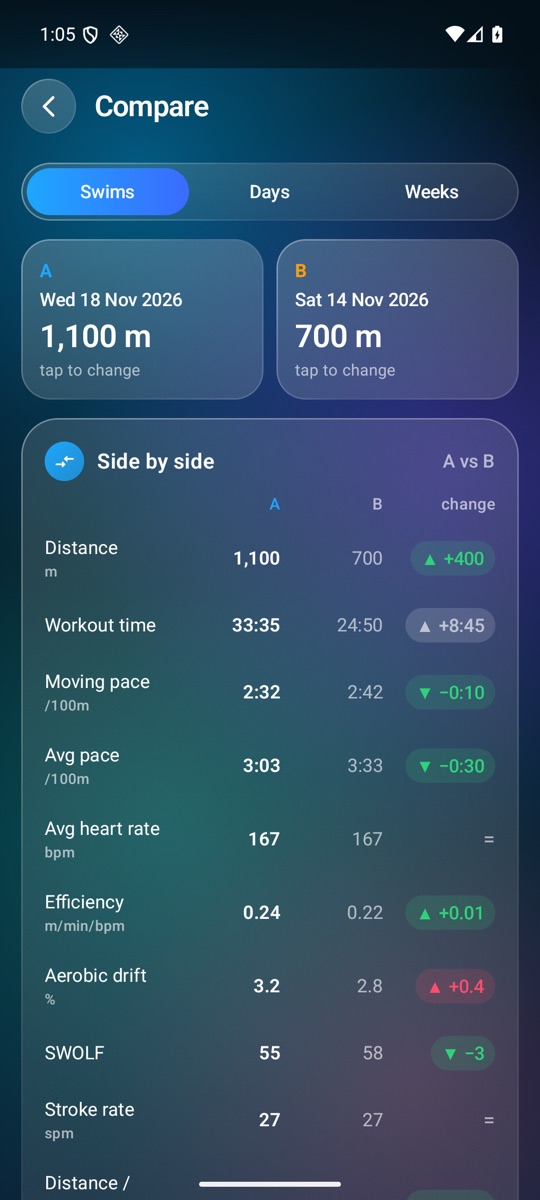 1:05
Compare
Swims Days Weeks
A
Wed 18 Nov 2026
1,100 m
tap to change
B
Sat 14 Nov 2026
700 m
tap to change
Side by side A vs B
A B change
Distance
m
1,100 700 ▲ +400
Workout time 33:35 24:50 ▲ +8:45
Moving pace
/100m
2:32 2:42 ▼ −0:10
Avg pace
/100m
3:03 3:33 ▼ −0:30
Avg heart rate
bpm
167 167 =
Efficiency
m/min/bpm
0.24 0.22 ▲ +0.01
Aerobic drift
%
3.2 2.8 ▲ +0.4
SWOLF 55 58 ▼ −3
Stroke rate
spm
27 27 =
Distance /